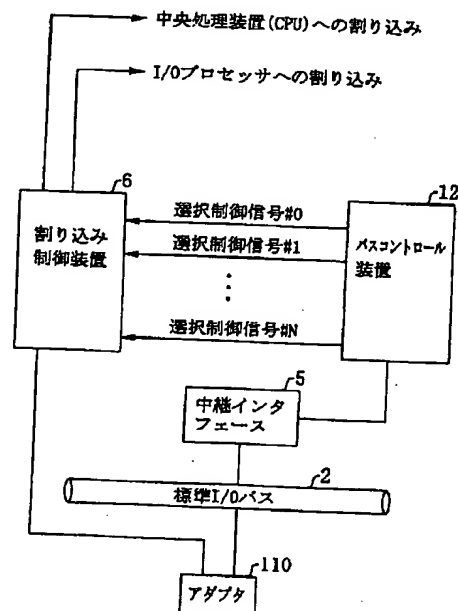 中央処理装置(CPU)への割り込み
I/Oプロセッサへの割り込み
6
割り込み
制御装置
選択制御信号#0
選択制御信号#1
選択制御信号#N
12
バスコントロール
装置
5
中継インタ
フェース
2
標準I/Oバス
110
アダプタ